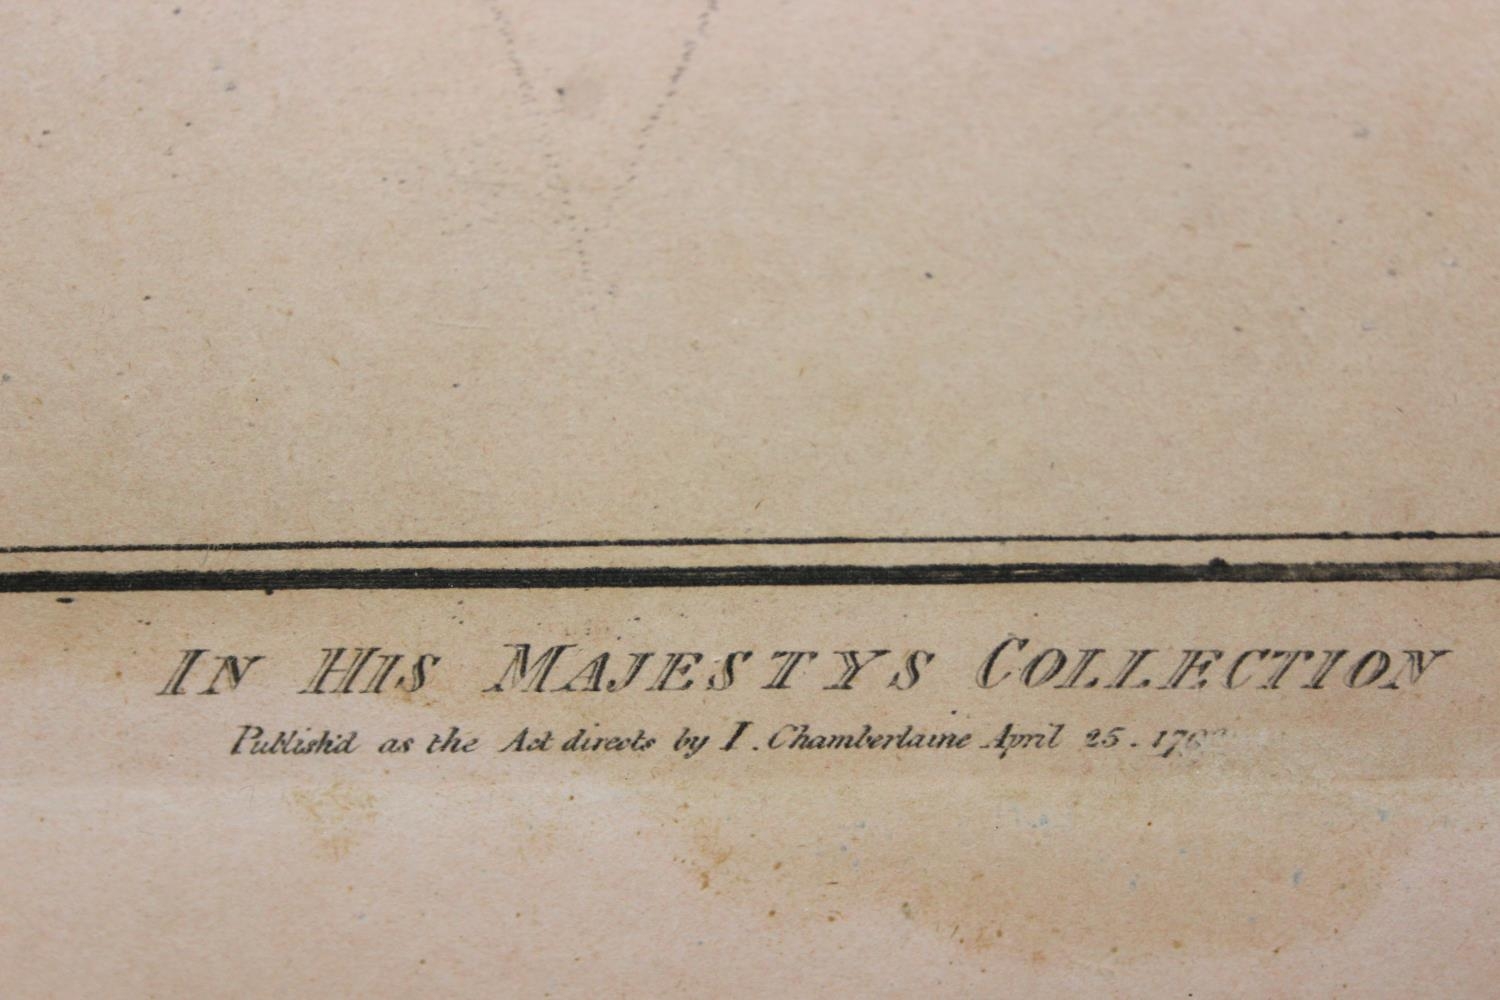 IN HIS MAJESTYS COLLECTION
Publish'd as the Act directs by I. Chamberlaine April 25.